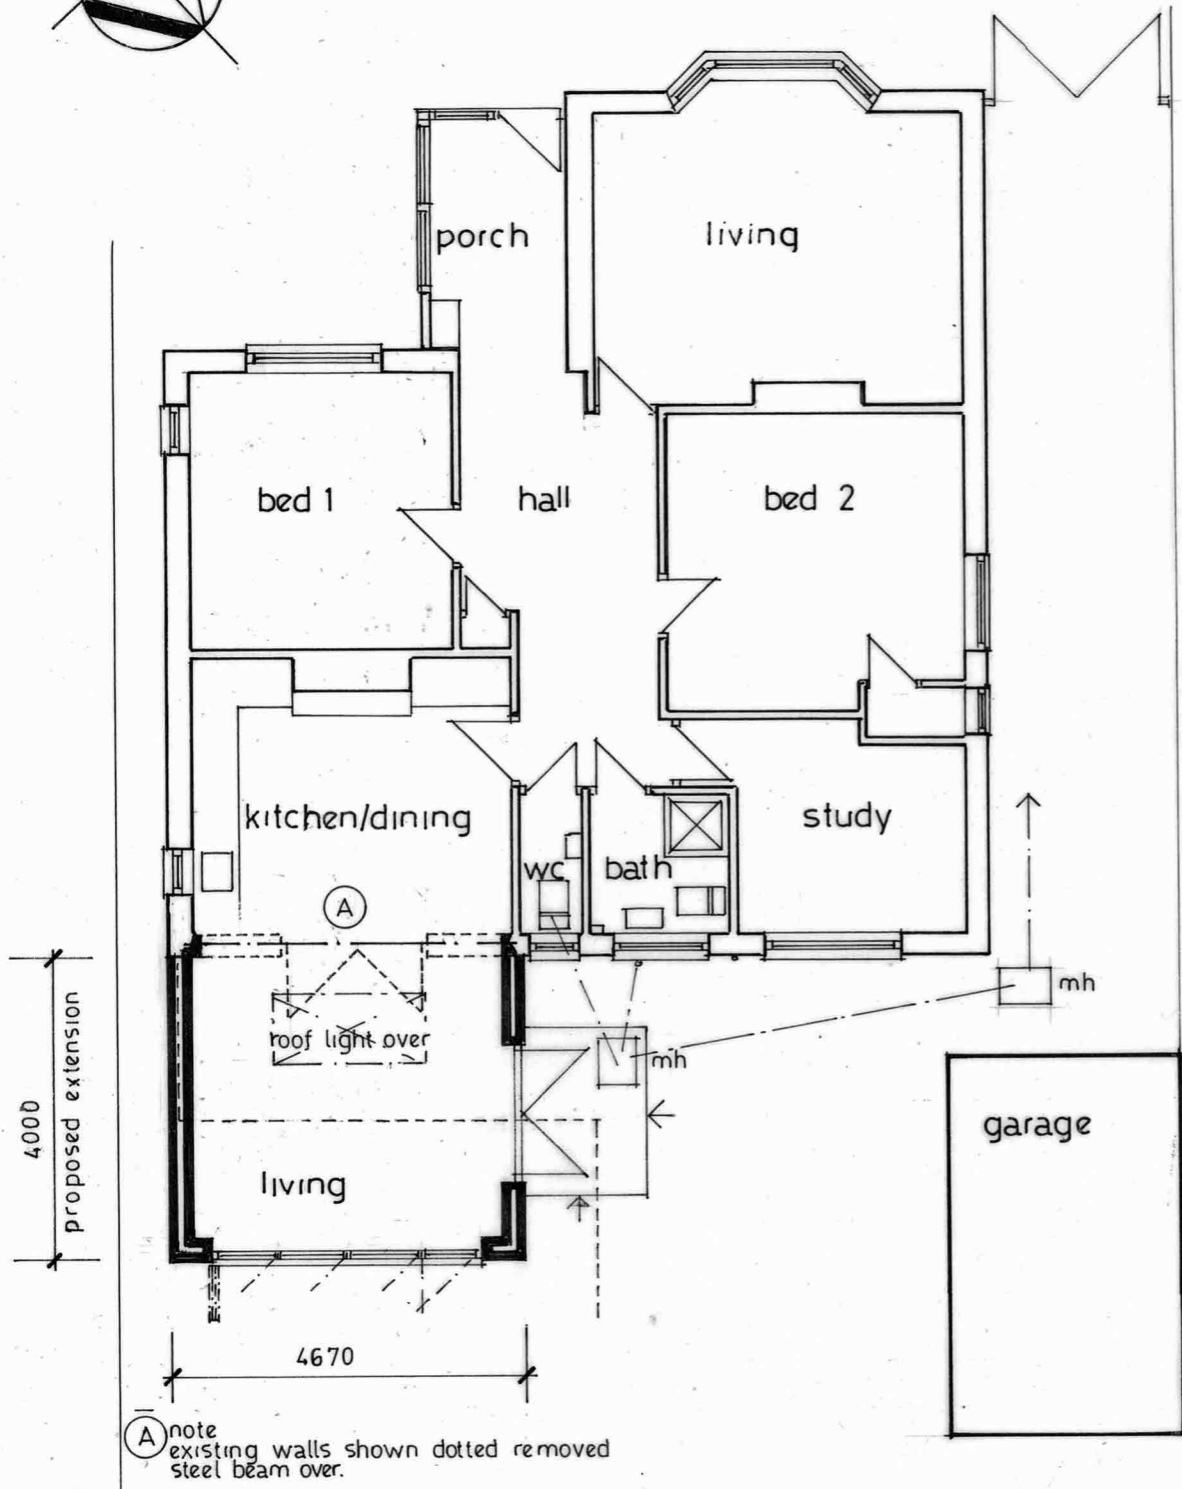 porch
living
bed 1
hall
bed 2
kitchen/dining
wc
bath
study
A
mh
roof light over
mh
4000
proposed extension
garage
living
4670
A note
existing walls shown dotted removed
steel beam over.